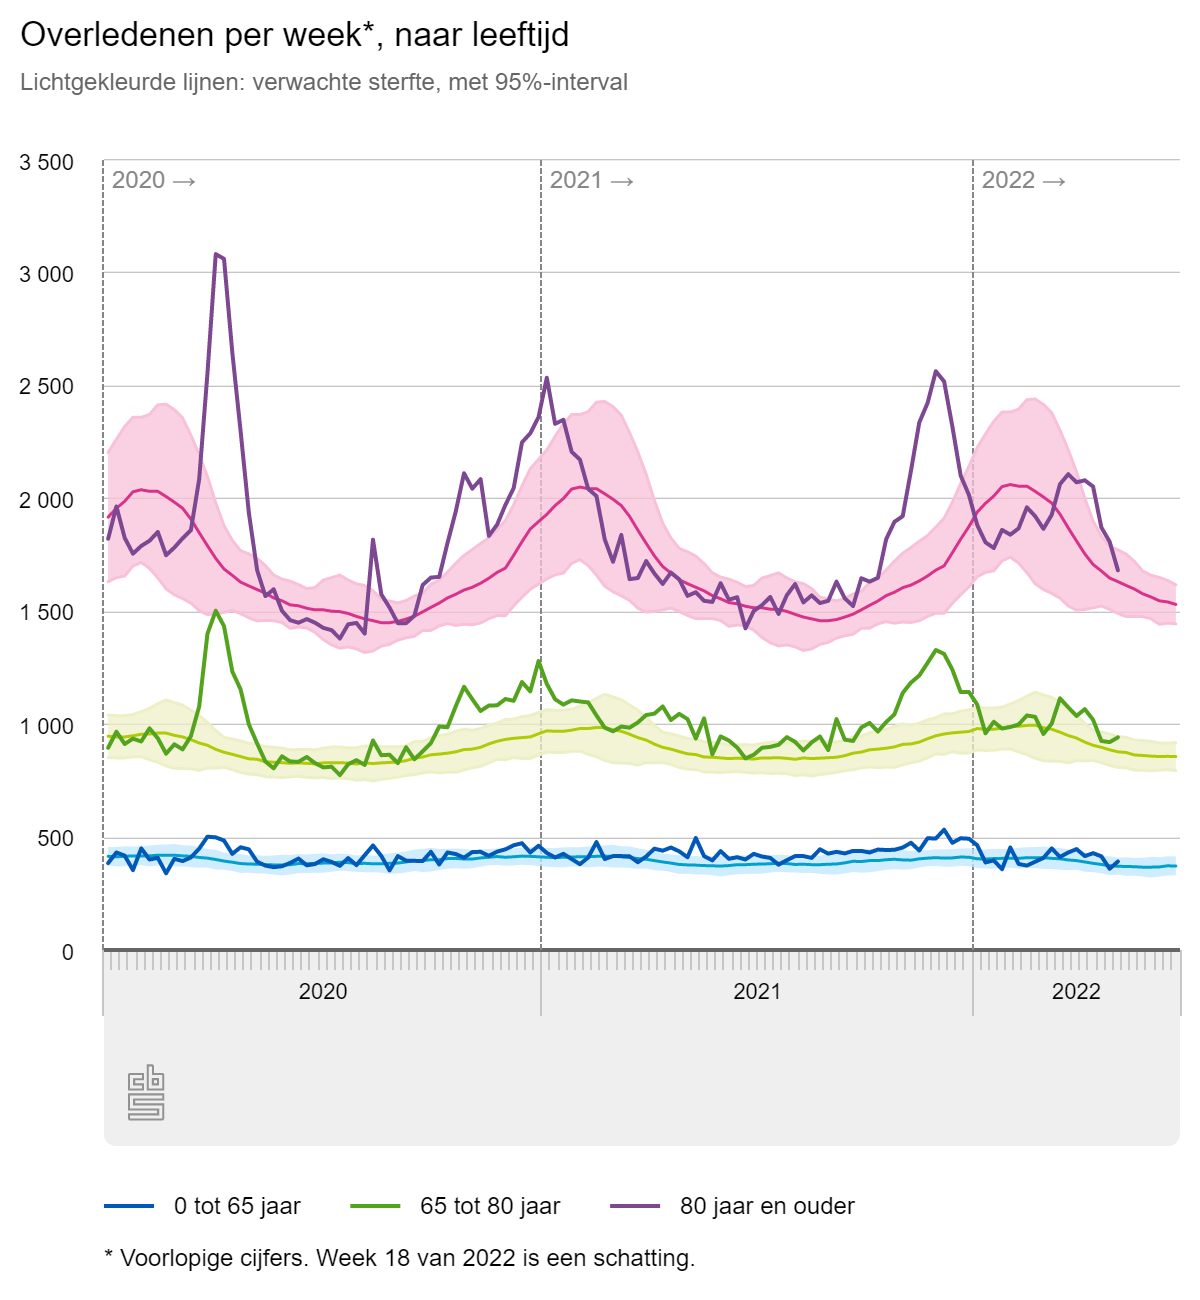 Overledenen per week*, naar leeftijd
Lichtgekleurde lijnen: verwachte sterfte, met 95%-interval
3 500
2020 → 2021 → 2022 →
3 000
2 500
2 000
1 500
1 000
500
0
2020 2021 2022
cbs
0 tot 65 jaar 65 tot 80 jaar 80 jaar en ouder
* Voorlopige cijfers. Week 18 van 2022 is een schatting.